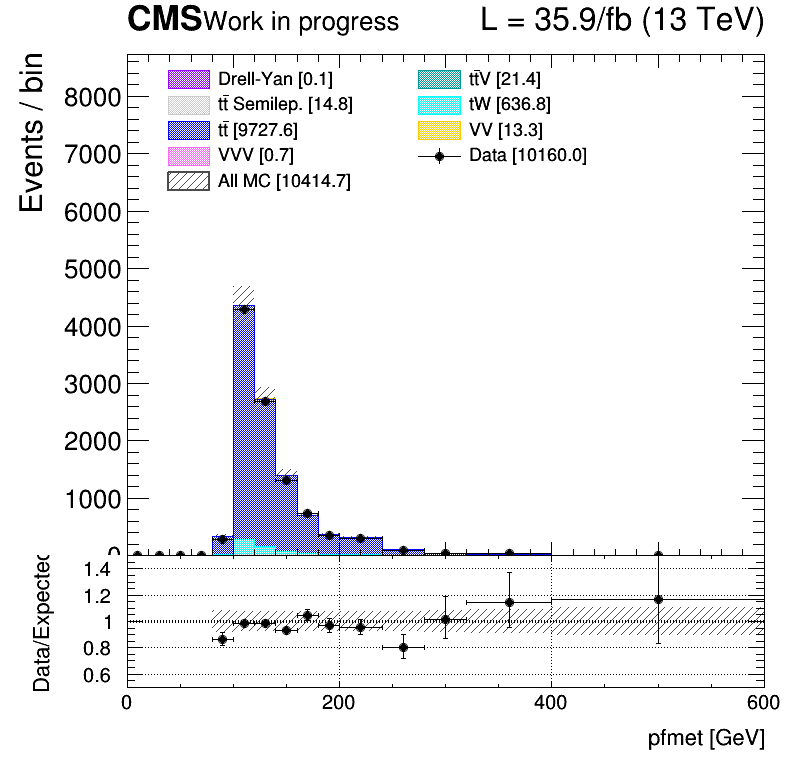 CMS Work in progress L = 35.9/fb (13 TeV)
Events / bin
Drell-Yan [0.1] tt̄V [21.4]
tt̄ Semilep. [14.8] tW [636.8]
tt̄ [9727.6] VV [13.3]
VVV [0.7] Data [10160.0]
All MC [10414.7]
8000
7000
6000
5000
4000
3000
2000
1000
0
Data/Expected
1.4
1.2
1
0.8
0.6
0 200 400 600
pfmet [GeV]